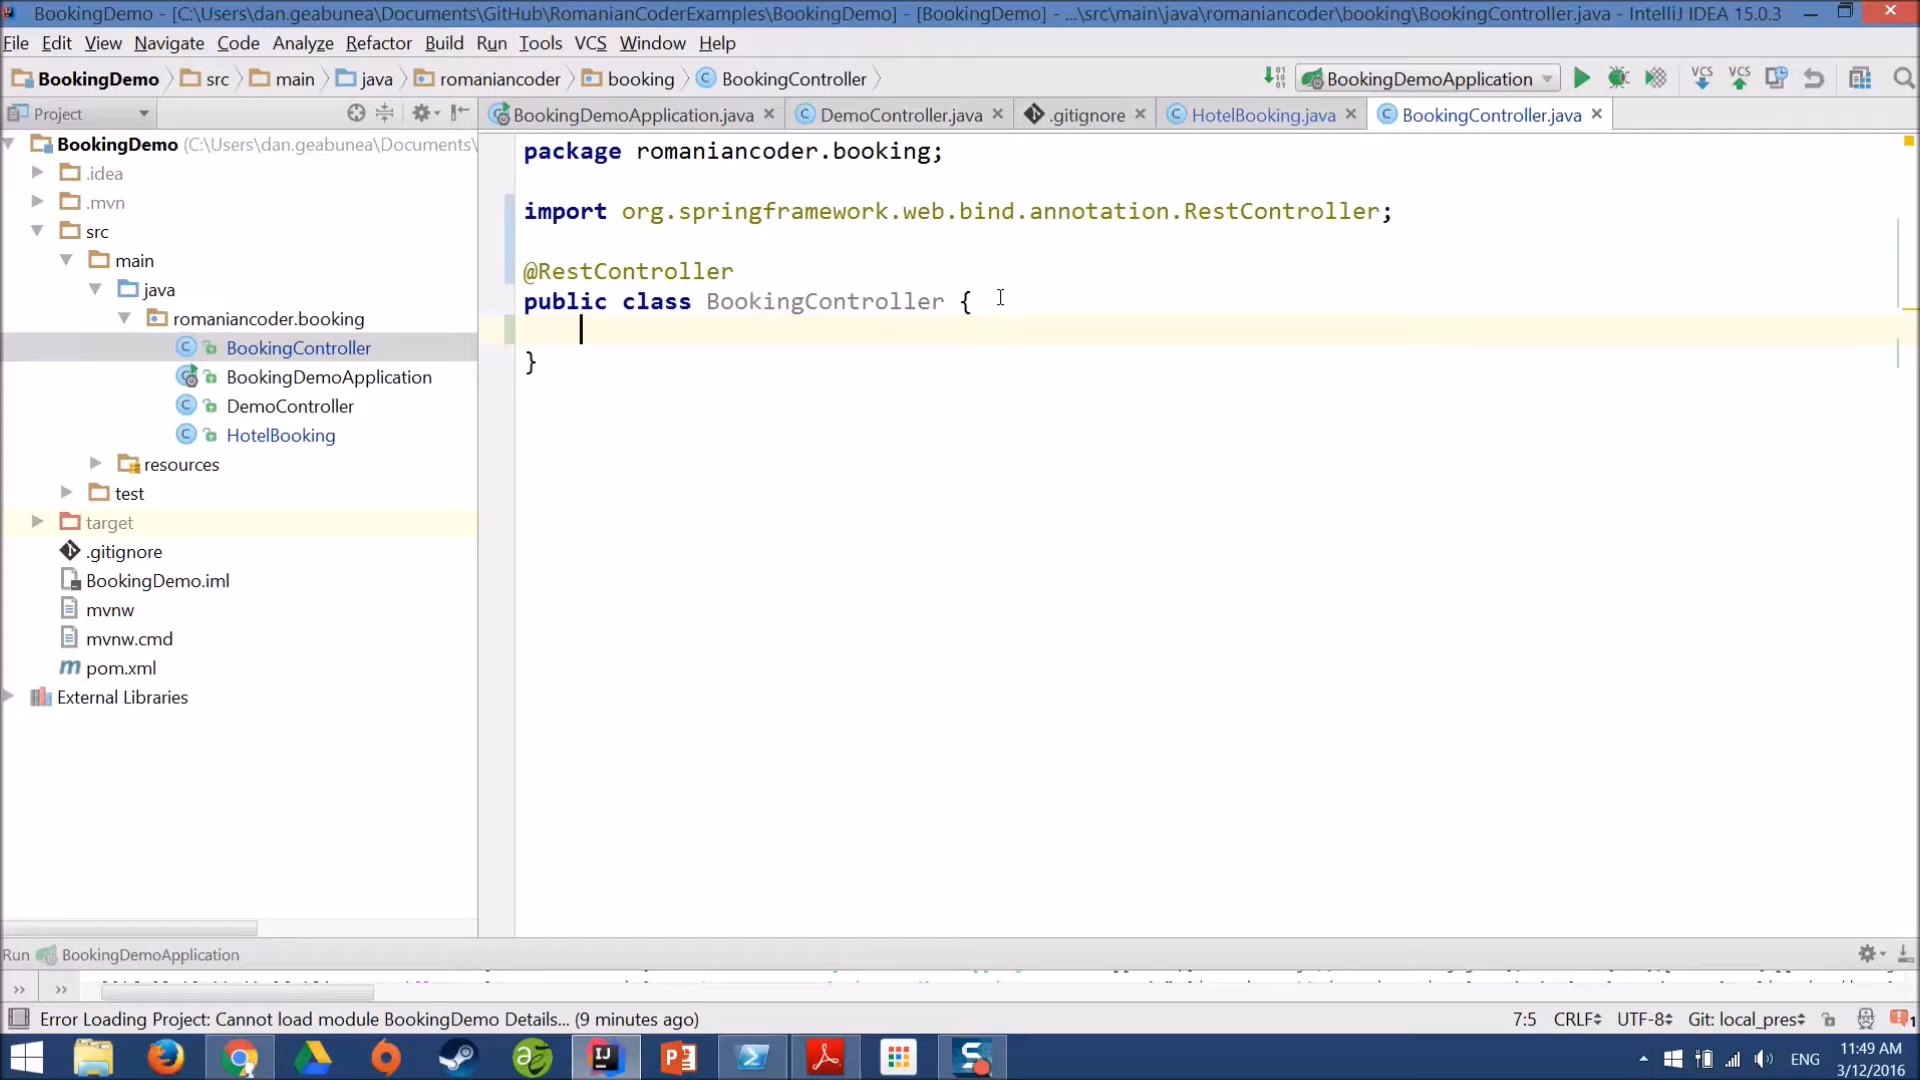 BookingDemo - [C:\Users\dan.geabunea\Documents\GitHub\RomanianCoderExamples\BookingDemo] - [BookingDemo] - ...\src\main\java\romaniancoder\booking\BookingController.java - IntelliJ IDEA 15.0.3
File Edit View Navigate Code Analyze Refactor Build Run Tools VCS Window Help
BookingDemo src main java romaniancoder booking BookingController BookingDemoApplication VCS VCS
Project BookingDemoApplication.java DemoController.java .gitignore HotelBooking.java BookingController.java
BookingDemo (C:\Users\dan.geabunea\Documents\
.idea
.mvn
src
main
java
romaniancoder.booking
BookingController
BookingDemoApplication
DemoController
HotelBooking
resources
test
target
.gitignore
BookingDemo.iml
mvnw
mvnw.cmd
pom.xml
External Libraries
package romaniancoder.booking;
import org.springframework.web.bind.annotation.RestController;
@RestController
public class BookingController {
}
Run BookingDemoApplication
Error Loading Project: Cannot load module BookingDemo Details... (9 minutes ago) 7:5 CRLF UTF-8 Git: local_pres
ENG
11:49 AM
3/12/2016